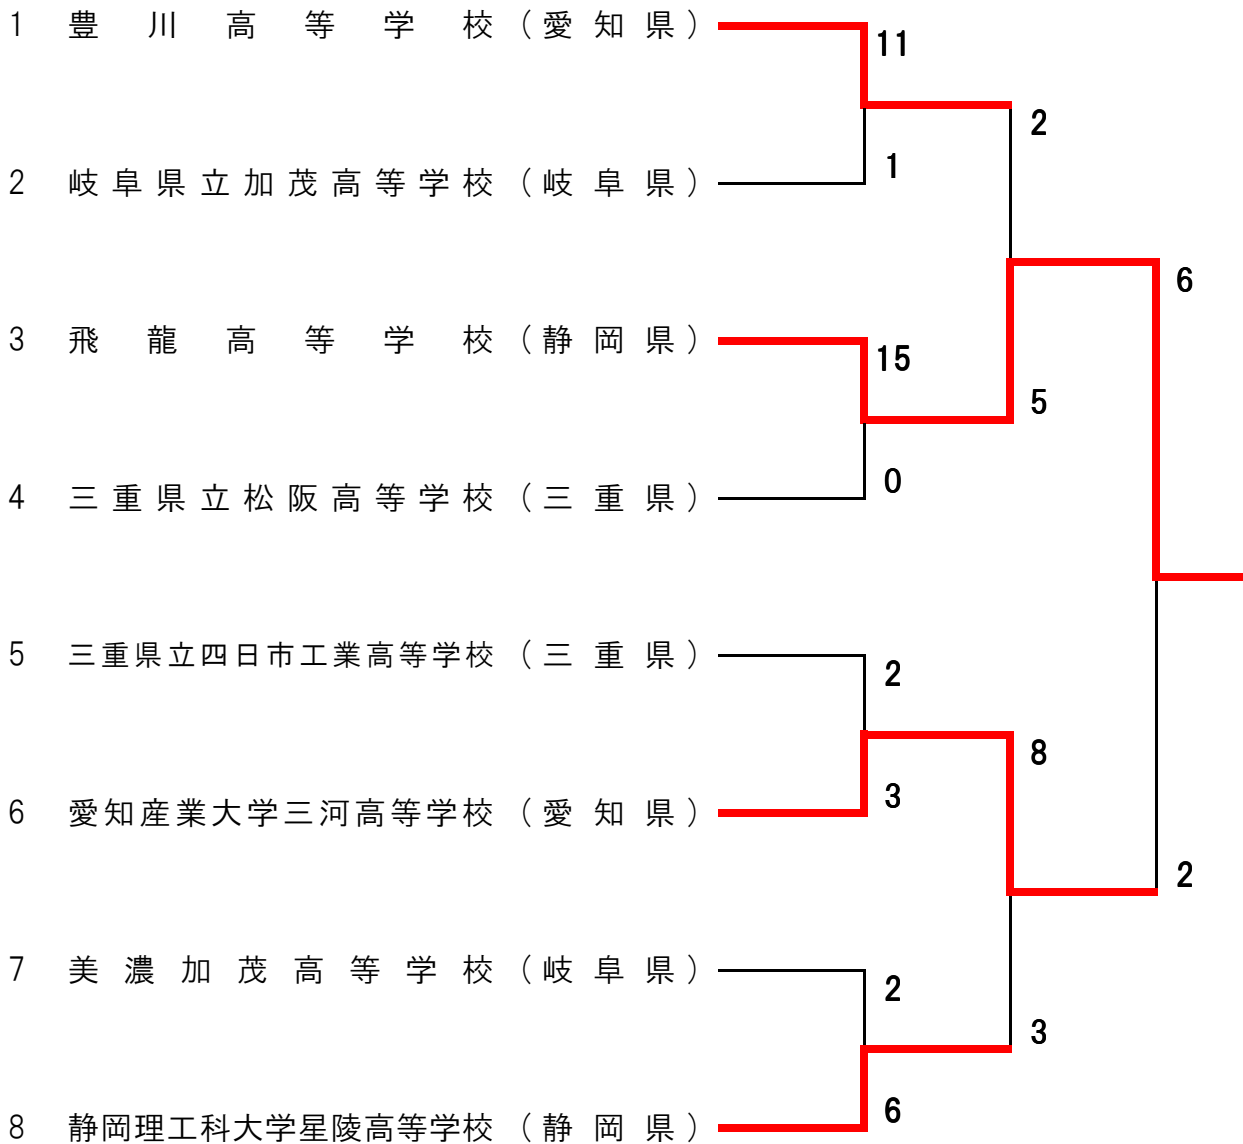 1 豊川高等学校（愛知県）
11
2
1
2 岐阜県立加茂高等学校（岐阜県）
6
3 飛龍高等学校（静岡県）
15
5
0
4 三重県立松阪高等学校（三重県）
5 三重県立四日市工業高等学校（三重県）
2
8
3
6 愛知産業大学三河高等学校（愛知県）
2
7 美濃加茂高等学校（岐阜県）
2
3
6
8 静岡理工科大学星陵高等学校（静岡県）